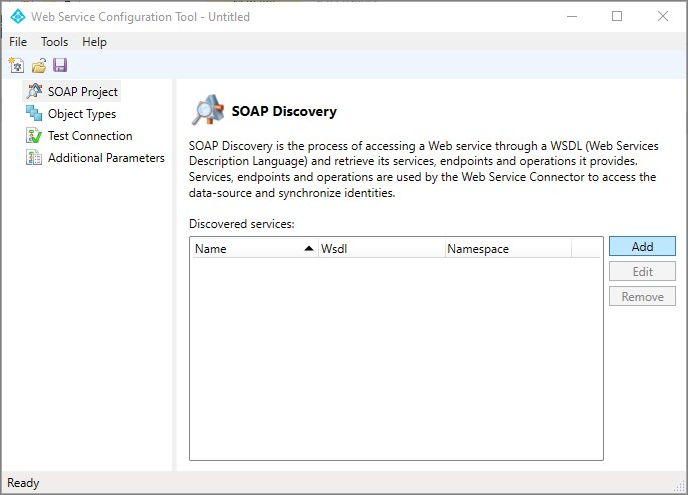 Web Service Configuration Tool - Untitled
File Tools Help
SOAP Project
Object Types
Test Connection
Additional Parameters
SOAP Discovery
SOAP Discovery is the process of accessing a Web service through a WSDL (Web Services
Description Language) and retrieve its services, endpoints and operations it provides.
Services, endpoints and operations are used by the Web Service Connector to access the
data-source and synchronize identities.
Discovered services:
Name Wsdl Namespace
Add
Edit
Remove
Ready